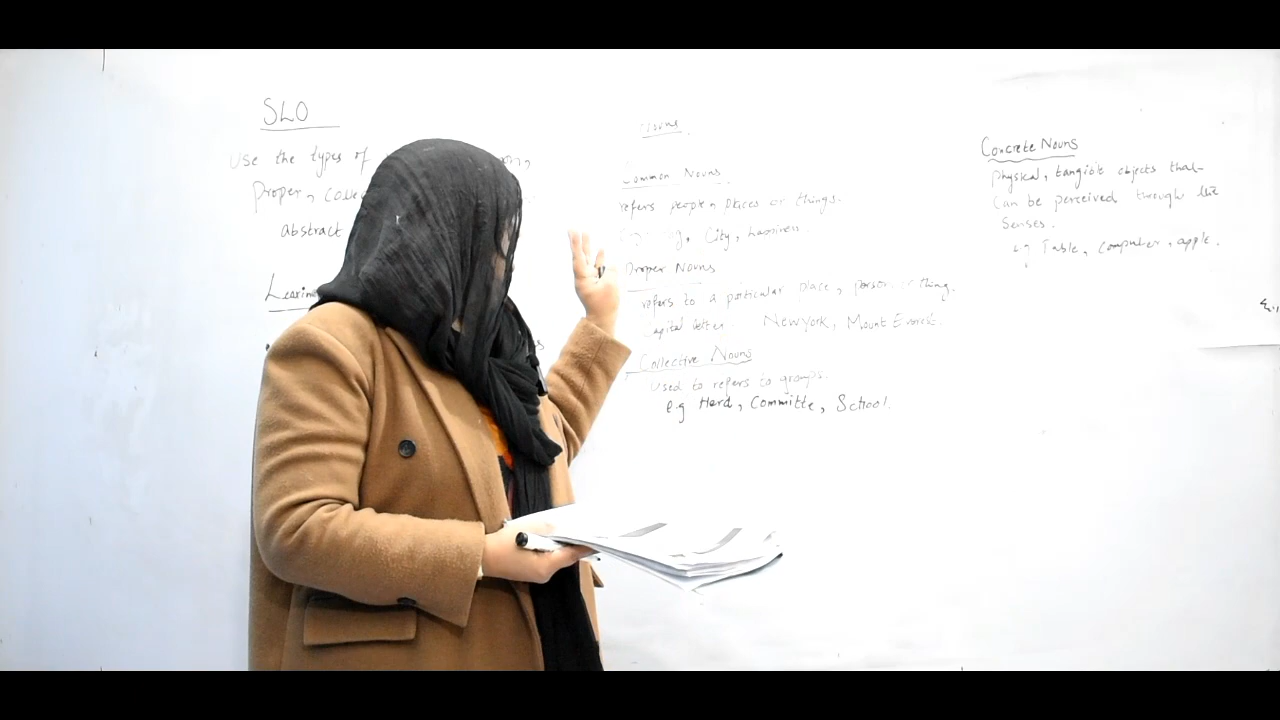 SLO
Use the types of
Proper, Collec
abstract
Learnin
Nouns
Common Nouns
refers people, places or things.
City,
Proper Nouns
refers to a particular place, person or thing.
Capital letter. New york, Mount Everest.
Collective Nouns
Used to refers to groups.
e.g Herd, Committe, School.
Concrete Nouns
physical, tangible objects that
Can be perceived through the
Senses.
e.g Table, computer, apple.